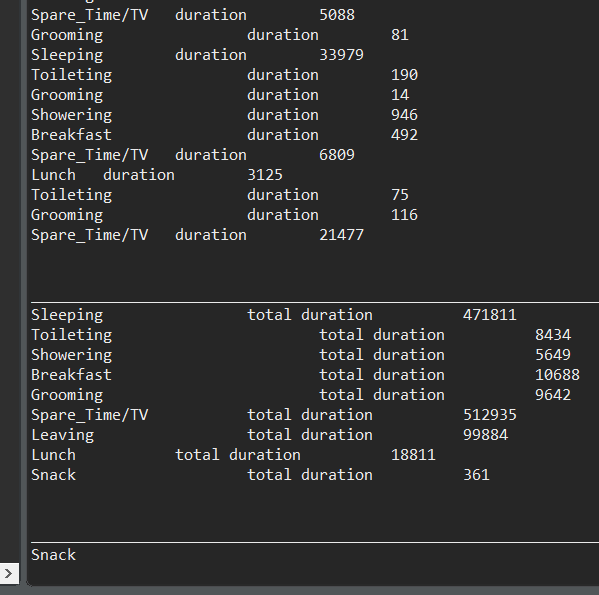 Spare_Time/TV duration 5088
Grooming duration 81
Sleeping duration 33979
Toileting duration 190
Grooming duration 14
Showering duration 946
Breakfast duration 492
Spare_Time/TV duration 6809
Lunch duration 3125
Toileting duration 75
Grooming duration 116
Spare_Time/TV duration 21477
Sleeping total duration 471811
Toileting total duration 8434
Showering total duration 5649
Breakfast total duration 10688
Grooming total duration 9642
Spare_Time/TV total duration 512935
Leaving total duration 99884
Lunch total duration 18811
Snack total duration 361
Snack